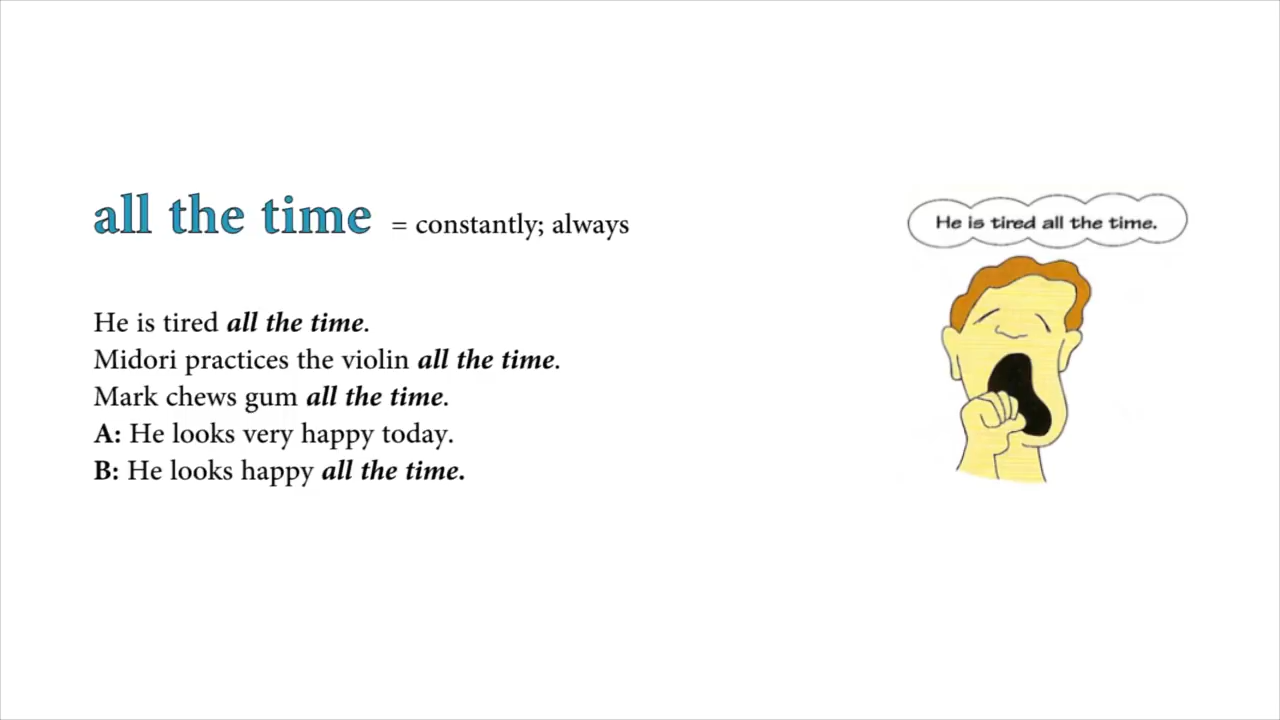 all the time = constantly; always
He is tired all the time.
Midori practices the violin all the time.
Mark chews gum all the time.
A: He looks very happy today.
B: He looks happy all the time.
He is tired all the time.